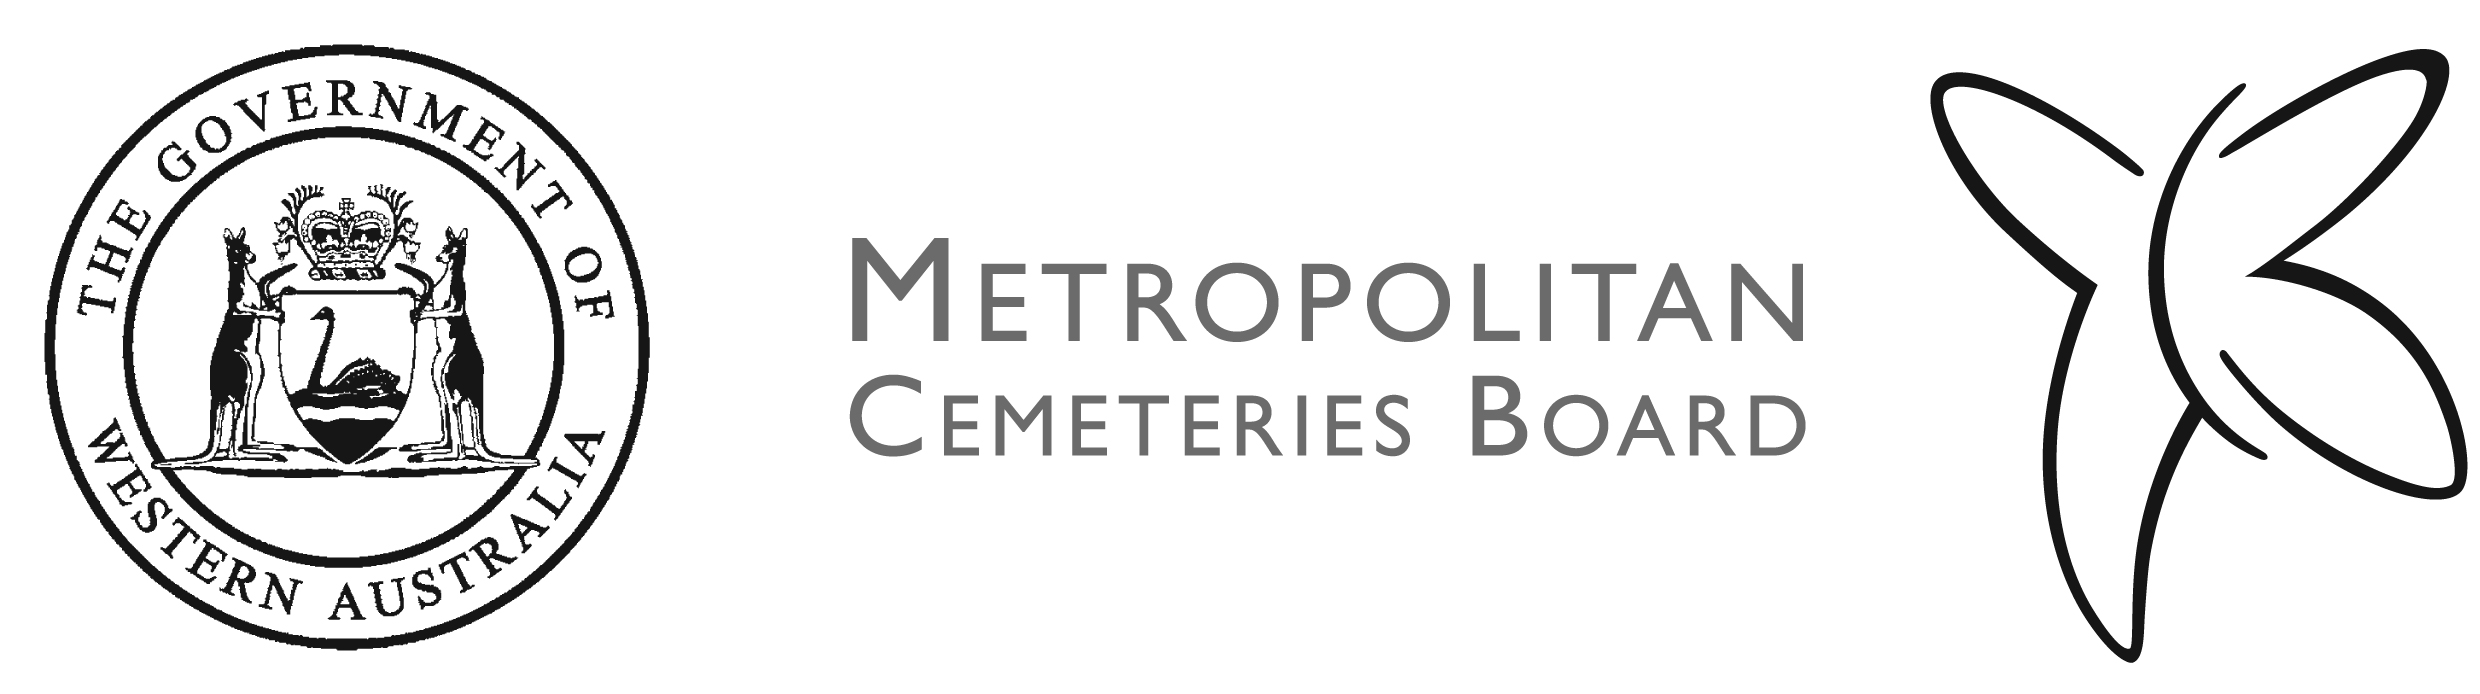 THE GOVERNMENT OF
WESTERN AUSTRALIA
METROPOLITAN
CEMETERIES BOARD